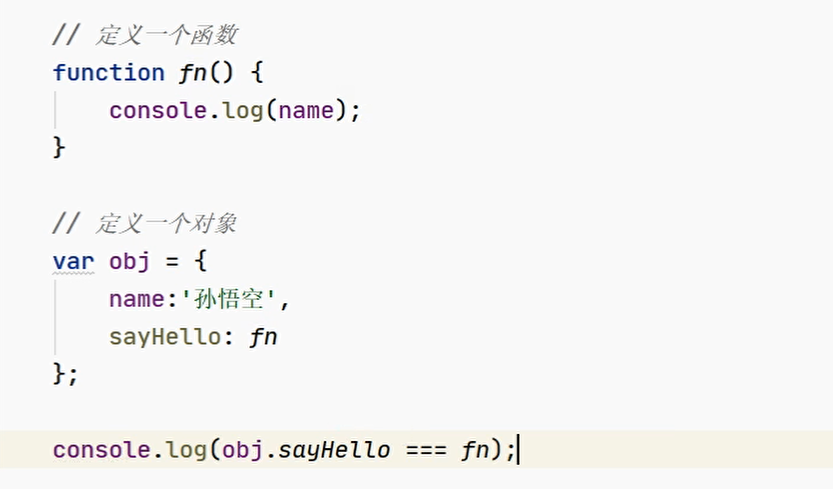 // 定义一个函数
function fn() {
    console.log(name);
}

// 定义一个对象
var obj = {
    name:'孙悟空',
    sayHello: fn
};

console.log(obj.sayHello === fn);